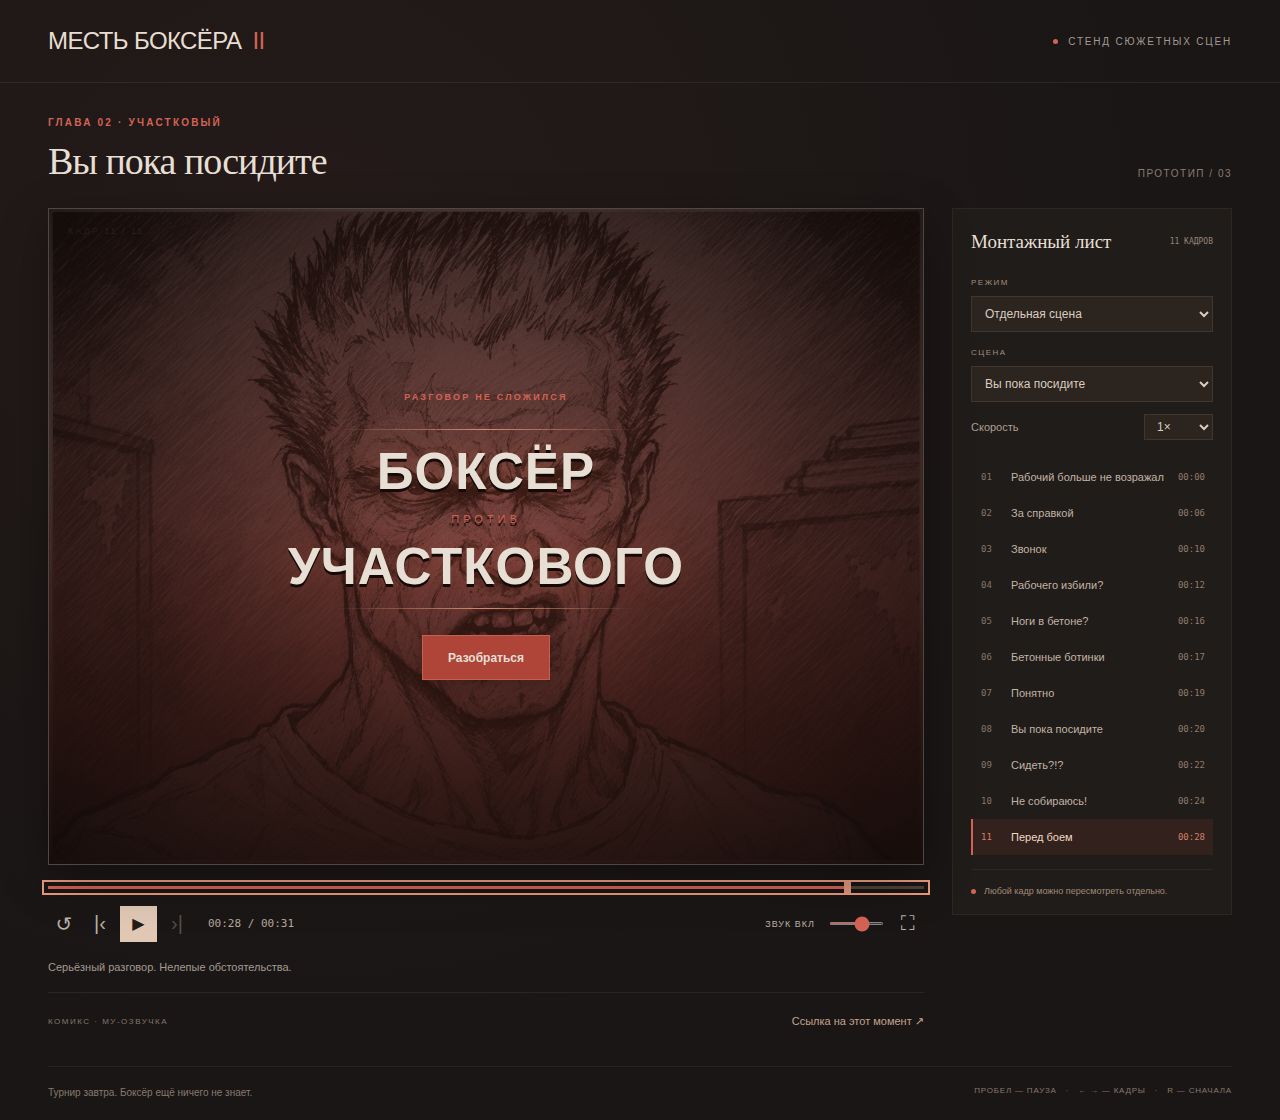 МЕСТЬ БОКСЁРА II
СТЕНД СЮЖЕТНЫХ СЦЕН
ГЛАВА 02 · УЧАСТКОВЫЙ
Вы пока посидите
ПРОТОТИП / 03
КАДР 11 / 11
РАЗГОВОР НЕ СЛОЖИЛСЯ
БОКСЁР
ПРОТИВ
УЧАСТКОВОГО
Разобраться
00:28 / 00:31
ЗВУК ВКЛ
Серьёзный разговор. Нелепые обстоятельства.
КОМИКС · МУ-ОЗВУЧКА
Ссылка на этот момент ↗
Монтажный лист
11 КАДРОВ
РЕЖИМ
Отдельная сцена
СЦЕНА
Вы пока посидите
Скорость 1×
01 Рабочий больше не возражал 00:00
02 За справкой 00:06
03 Звонок 00:10
04 Рабочего избили? 00:12
05 Ноги в бетоне? 00:16
06 Бетонные ботинки 00:17
07 Понятно 00:19
08 Вы пока посидите 00:20
09 Сидеть?!? 00:22
10 Не собираюсь! 00:24
11 Перед боем 00:28
Любой кадр можно пересмотреть отдельно.
Турнир завтра. Боксёр ещё ничего не знает.
ПРОБЕЛ — ПАУЗА · ← → — КАДРЫ · R — СНАЧАЛА